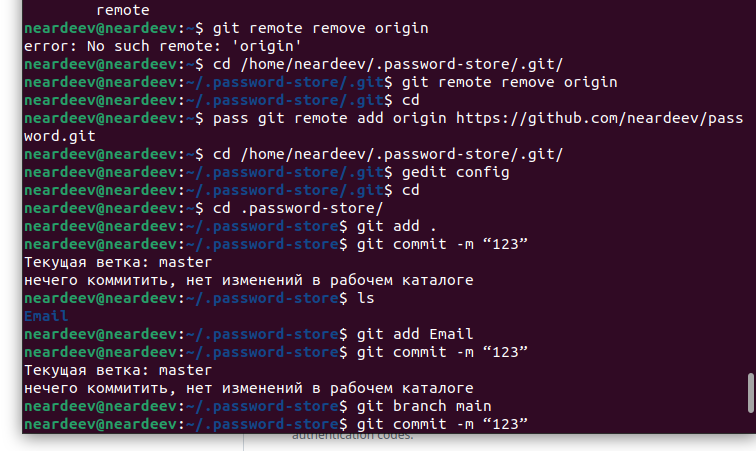 remote
neardeev@neardeev:~$ git remote remove origin
error: No such remote: 'origin'
neardeev@neardeev:~$ cd /home/neardeev/.password-store/.git/
neardeev@neardeev:~/.password-store/.git$ git remote remove origin
neardeev@neardeev:~/.password-store/.git$ cd
neardeev@neardeev:~$ pass git remote add origin https://github.com/neardeev/pass
word.git
neardeev@neardeev:~$ cd /home/neardeev/.password-store/.git/
neardeev@neardeev:~/.password-store/.git$ gedit config
neardeev@neardeev:~/.password-store/.git$ cd
neardeev@neardeev:~$ cd .password-store/
neardeev@neardeev:~/.password-store$ git add .
neardeev@neardeev:~/.password-store$ git commit -m “123”
Текущая ветка: master
нечего коммитить, нет изменений в рабочем каталоге
neardeev@neardeev:~/.password-store$ ls
Email
neardeev@neardeev:~/.password-store$ git add Email
neardeev@neardeev:~/.password-store$ git commit -m “123”
Текущая ветка: master
нечего коммитить, нет изменений в рабочем каталоге
neardeev@neardeev:~/.password-store$ git branch main
neardeev@neardeev:~/.password-store$ git commit -m “123”
authentication codes.